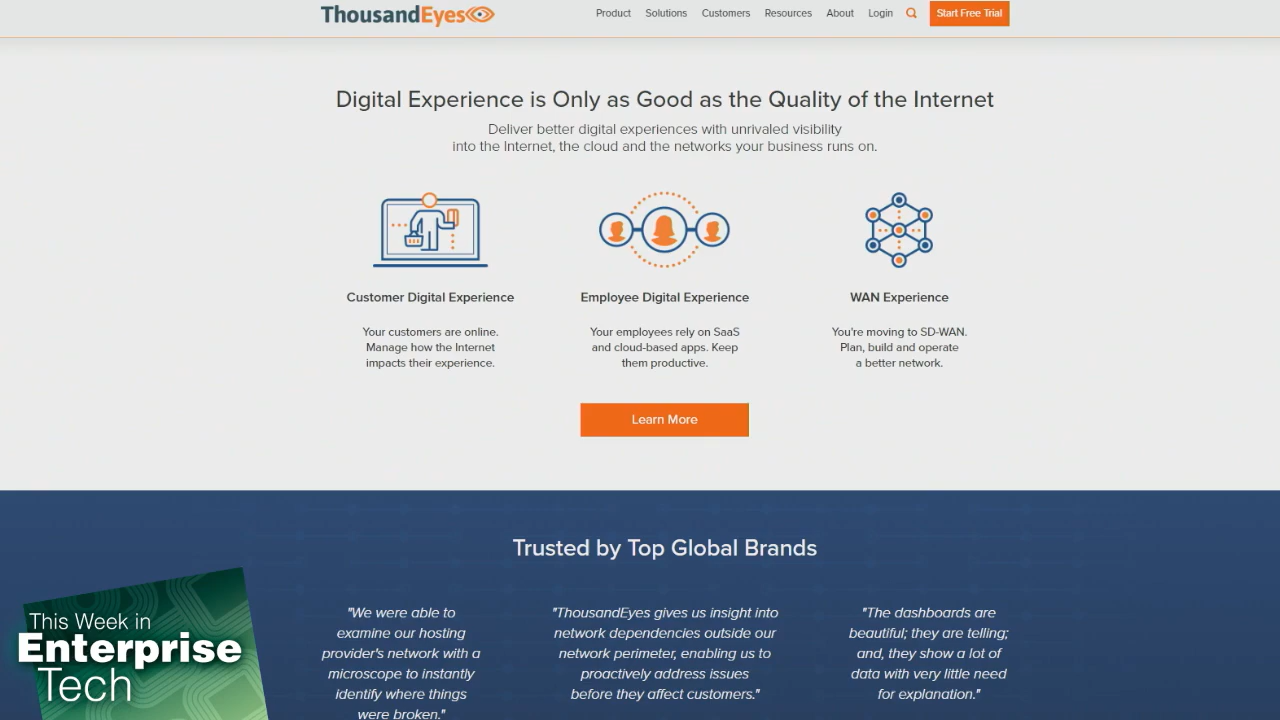 ThousandEyes
Product Solutions Customers Resources About Login Start Free Trial
Digital Experience is Only as Good as the Quality of the Internet
Deliver better digital experiences with unrivaled visibility
into the Internet, the cloud and the networks your business runs on.
Customer Digital Experience
Your customers are online.
Manage how the Internet
impacts their experience.
Employee Digital Experience
Your employees rely on SaaS
and cloud-based apps. Keep
them productive.
WAN Experience
You're moving to SD-WAN.
Plan, build and operate
a better network.
Learn More
Trusted by Top Global Brands
"We were able to
examine our hosting
provider's network with a
microscope to instantly
identify where things
were broken."
"ThousandEyes gives us insight into
network dependencies outside our
network perimeter, enabling us to
proactively address issues
before they affect customers."
"The dashboards are
beautiful; they are telling;
and, they show a lot of
data with very little need
for explanation."
This Week in
Enterprise
Tech